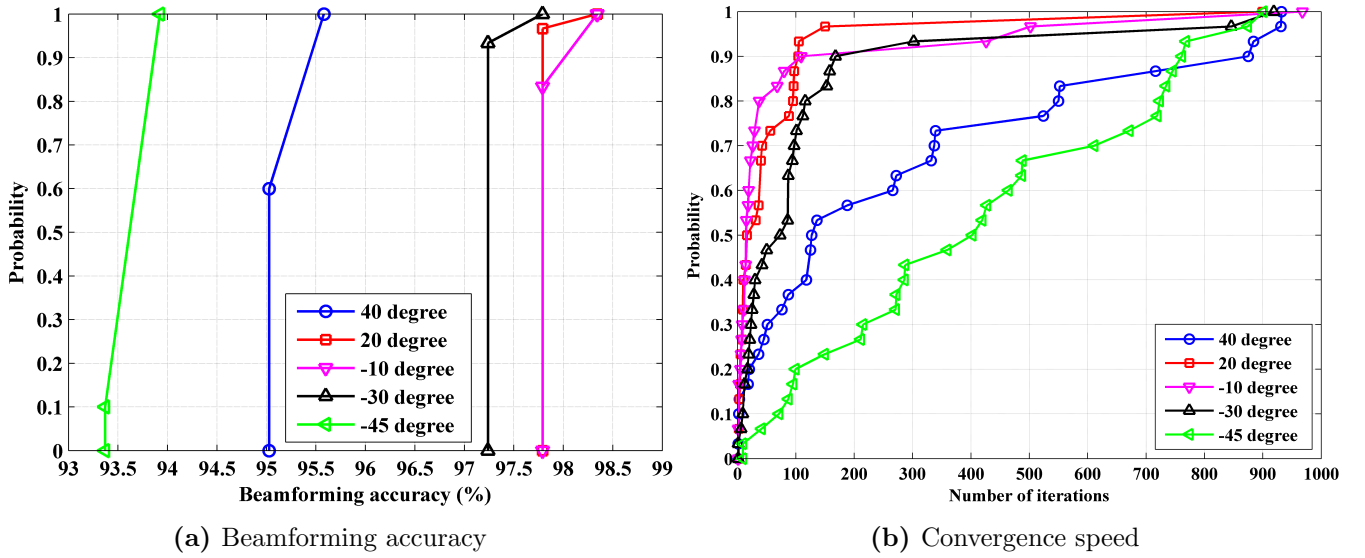 1
0.9
0.8
0.7
0.6
0.5
0.4
0.3
0.2
0.1
0
Probability
93 93.5 94 94.5 95 95.5 96 96.5 97 97.5 98 98.5 99
Beamforming accuracy (%)
40 degree
20 degree
-10 degree
-30 degree
-45 degree
(a) Beamforming accuracy
1
0.9
0.8
0.7
0.6
0.5
0.4
0.3
0.2
0.1
0
Probability
0 100 200 300 400 500 600 700 800 900 1000
Number of iterctions
40 degree
20 degree
-10 degree
-30 degree
-45 degree
(b) Convergence speed